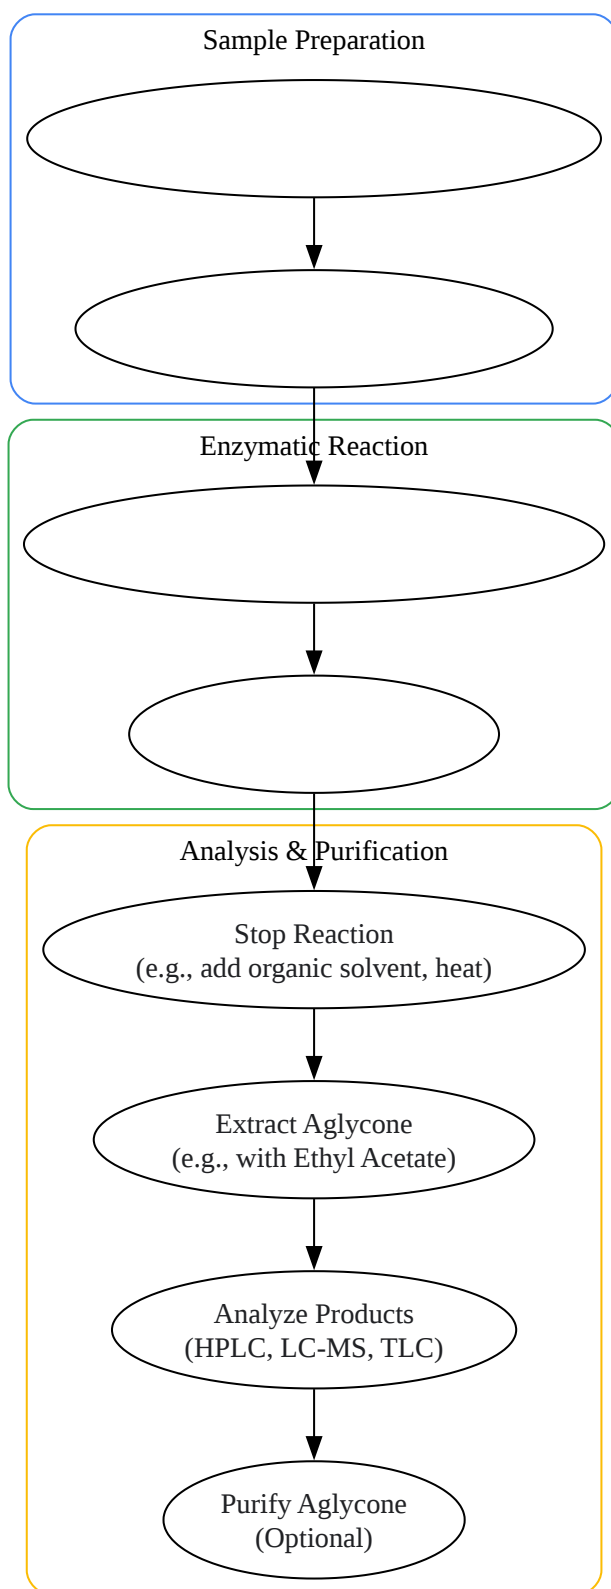 Sample Preparation
Enzymatic Reaction
Analysis & Purification
Stop Reaction
(e.g., add organic solvent, heat)
Extract Aglycone
(e.g., with Ethyl Acetate)
Analyze Products
(HPLC, LC-MS, TLC)
Purify Aglycone
(Optional)